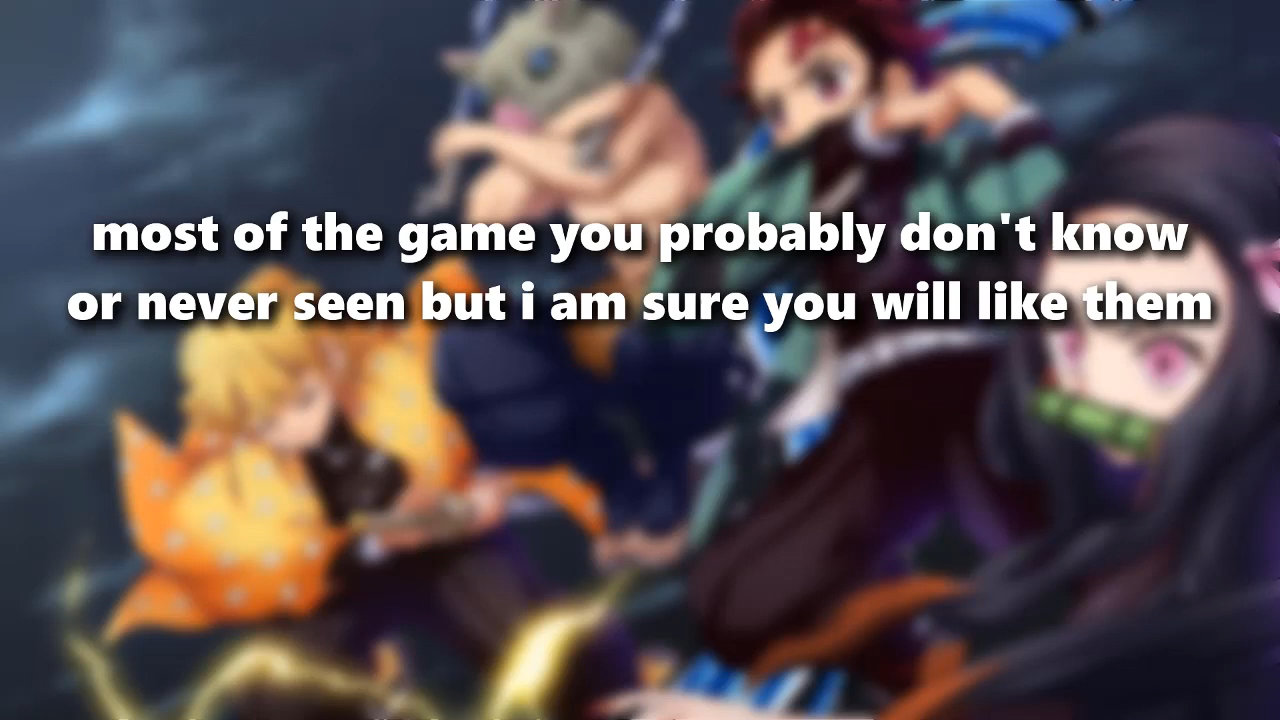 most of the game you probably don't know
or never seen but i am sure you will like them